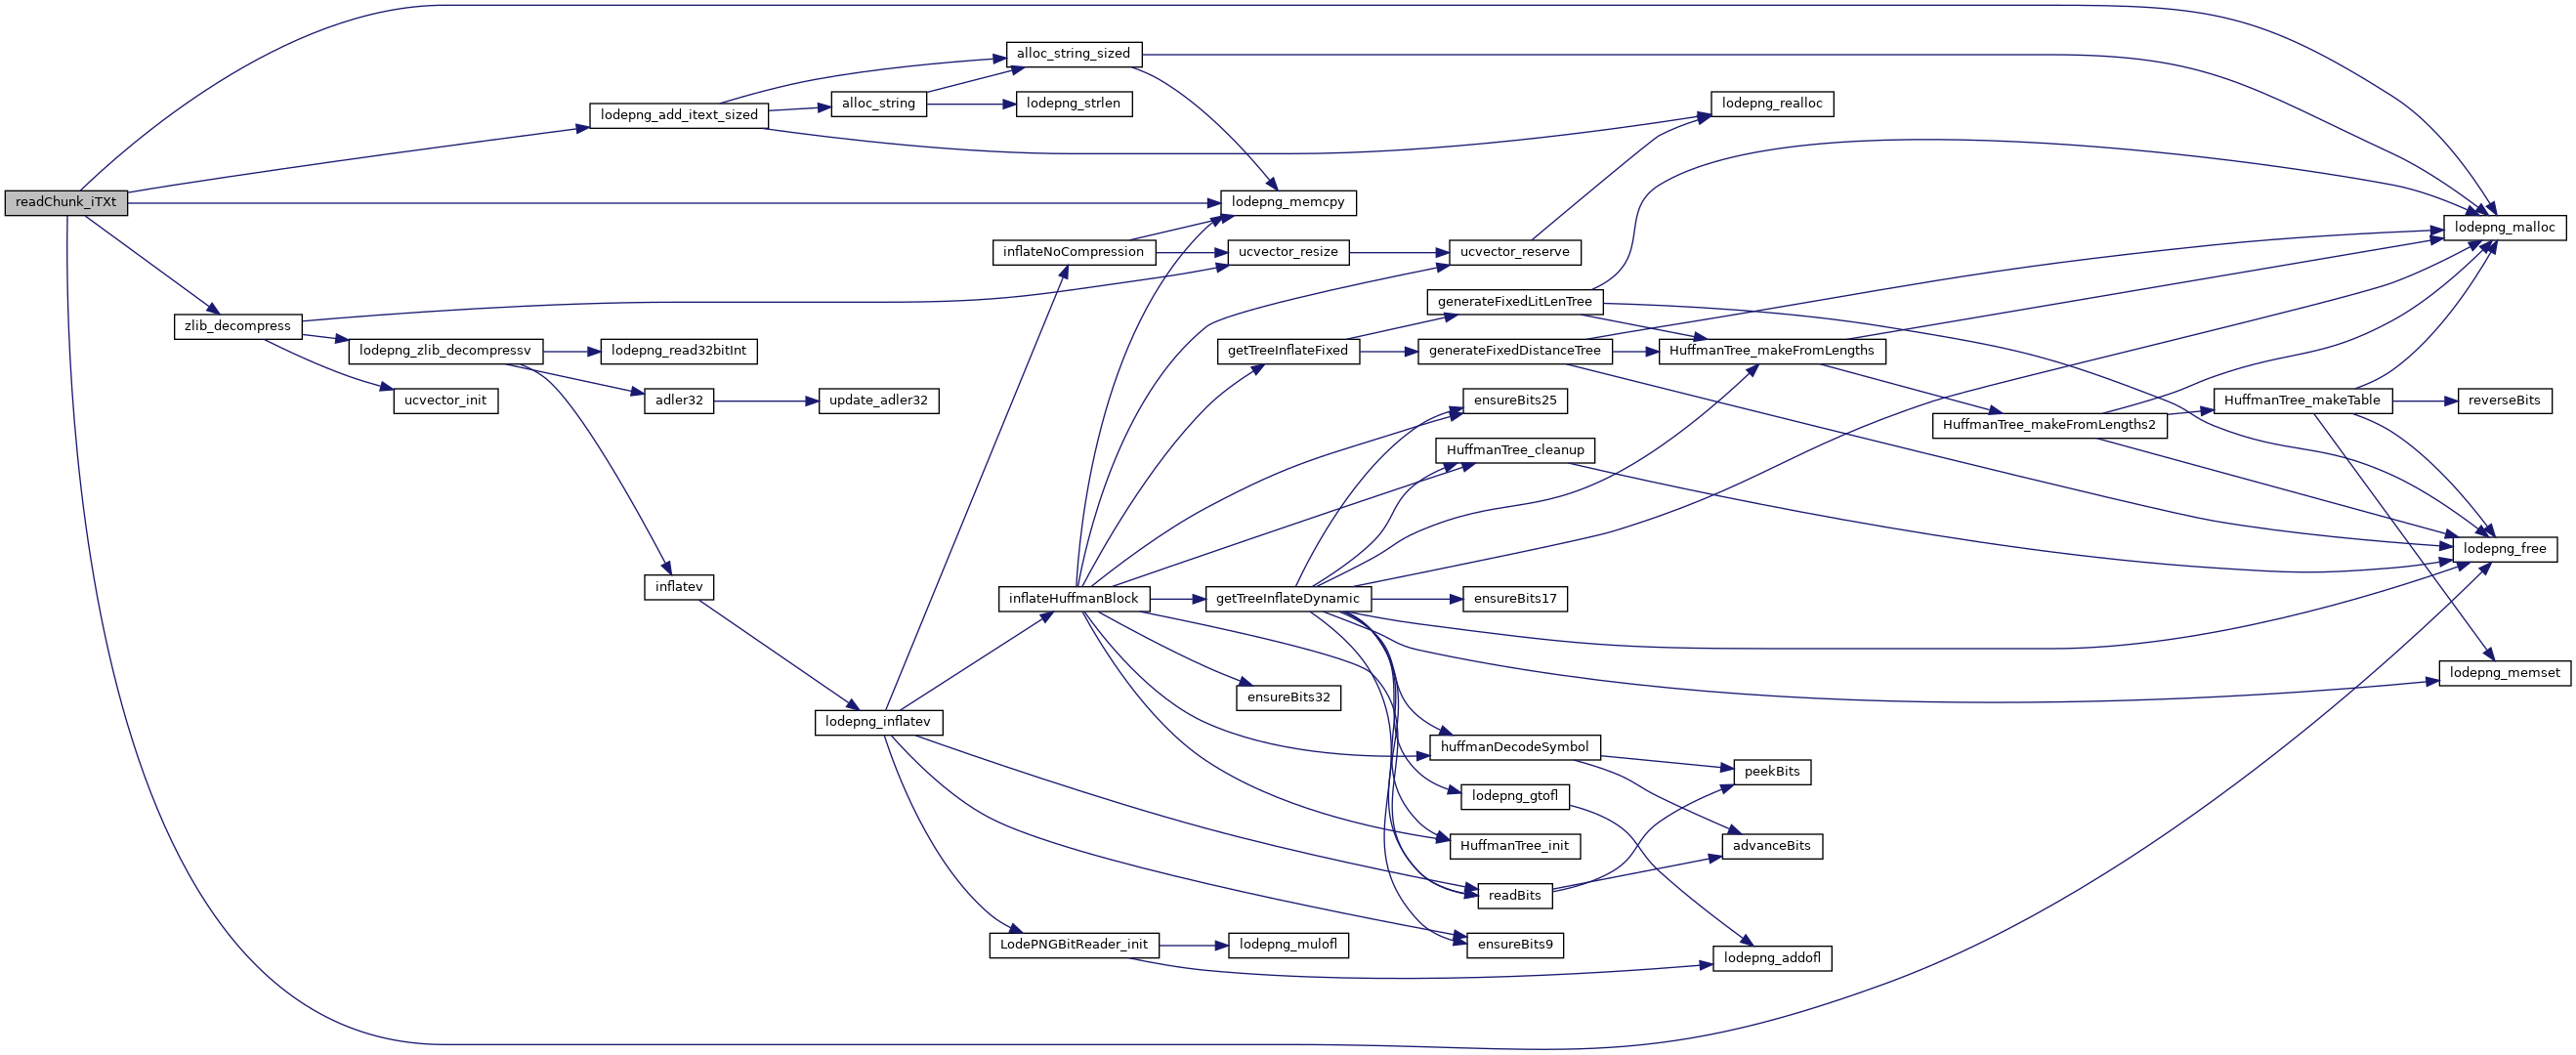 alloc_string_sized
alloc_string
lodepng_strlen
lodepng_realloc
lodepng_add_itext_sized
readChunk_iTXt
lodepng_memcpy
lodepng_malloc
inflateNoCompression
ucvector_resize
ucvector_reserve
generateFixedLitLenTree
zlib_decompress
lodepng_zlib_decompressv
lodepng_read32bitInt
getTreeInflateFixed
generateFixedDistanceTree
HuffmanTree_makeFromLengths
ucvector_init
adler32
update_adler32
ensureBits25
HuffmanTree_makeTable
reverseBits
HuffmanTree_makeFromLengths2
HuffmanTree_cleanup
lodepng_free
inflatev
inflateHuffmanBlock
getTreeInflateDynamic
ensureBits17
lodepng_memset
ensureBits32
lodepng_inflatev
huffmanDecodeSymbol
peekBits
lodepng_gtofl
HuffmanTree_init
advanceBits
readBits
LodePNGBitReader_init
lodepng_mulofl
ensureBits9
lodepng_addofl